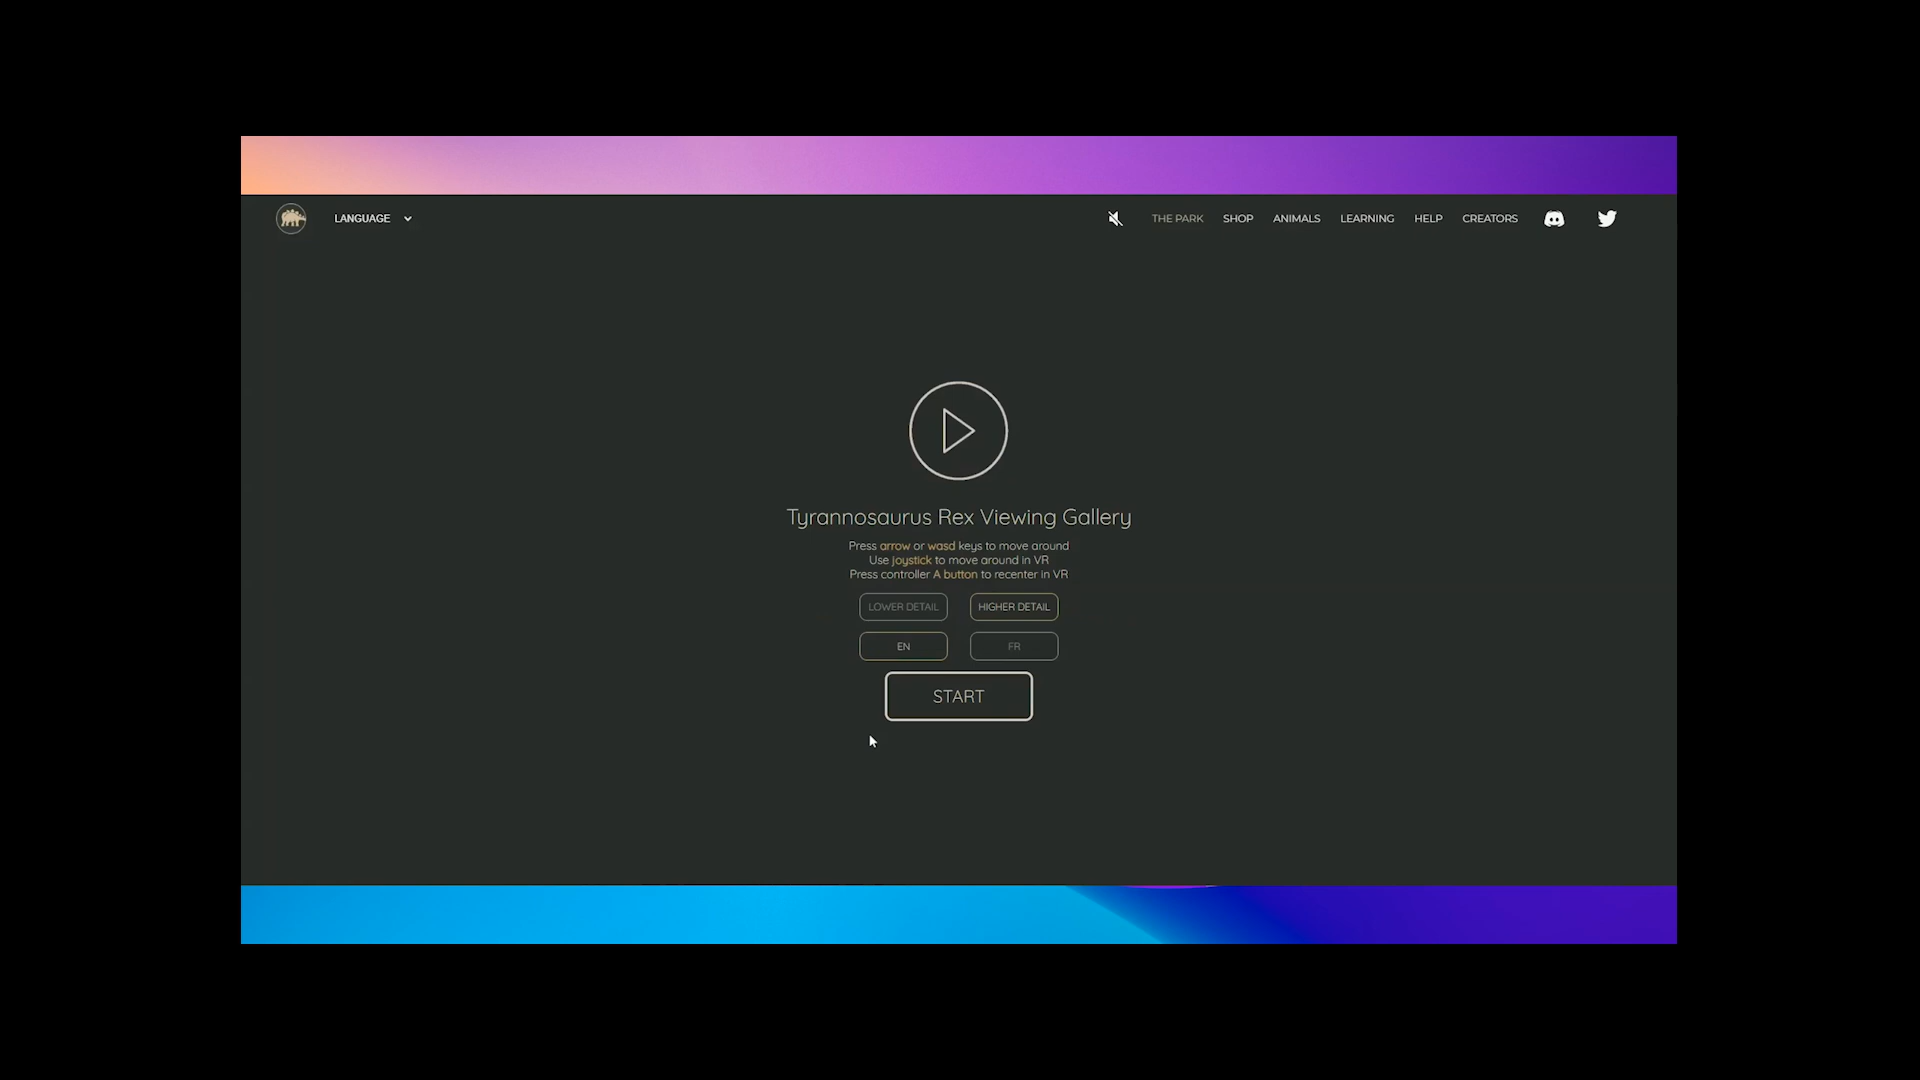 LANGUAGE
THE PARK SHOP ANIMALS LEARNING HELP CREATORS
Tyrannosaurus Rex Viewing Gallery
Press arrow or wasd keys to move around
Use joystick to move around in VR
Press controller A button to recenter in VR
LOWER DETAIL HIGHER DETAIL
EN FR
START